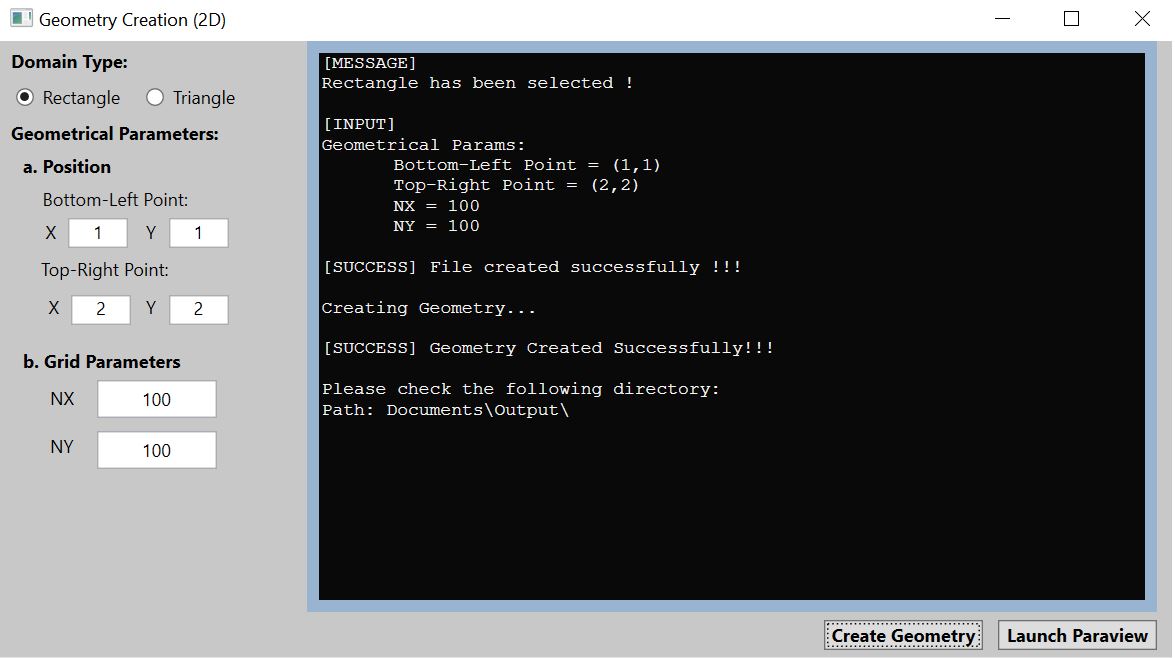 Geometry Creation (2D)
Domain Type:
Rectangle Triangle
Geometrical Parameters:
a. Position
Bottom-Left Point:
X 1 Y 1
Top-Right Point:
X 2 Y 2
b. Grid Parameters
NX 100
NY 100
[MESSAGE]
Rectangle has been selected !
[INPUT]
Geometrical Params:
Bottom-Left Point = (1,1)
Top-Right Point = (2,2)
NX = 100
NY = 100
[SUCCESS] File created successfully !!!
Creating Geometry...
[SUCCESS] Geometry Created Successfully!!!
Please check the following directory:
Path: Documents\Output\
Create Geometry Launch Paraview